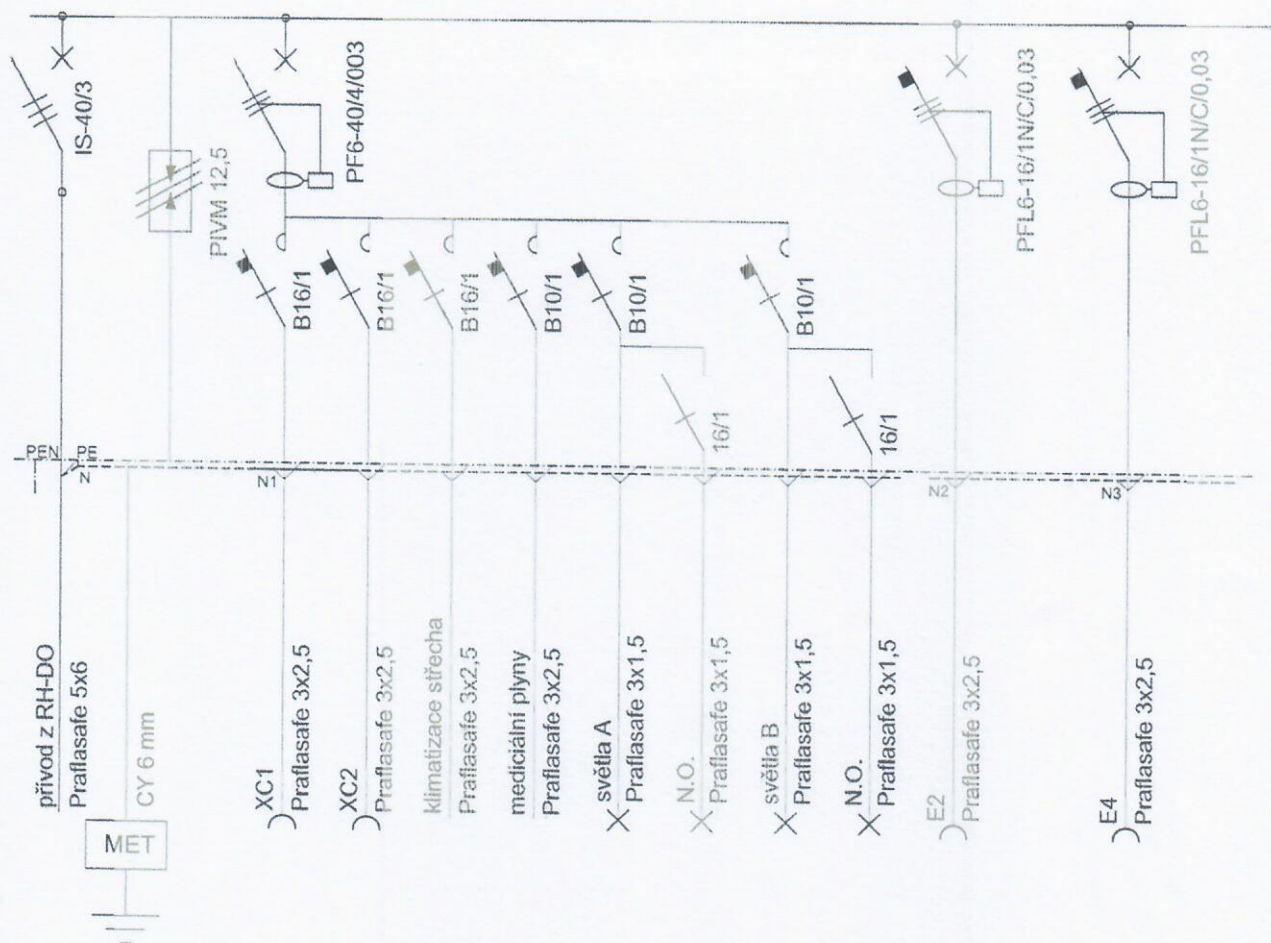 IS-40/3
PIVM 12,5
PF6-40/4/003
PFL6-16/1N/C/0,03
PFL6-16/1N/C/0,03
B16/1
B16/1
B16/1
B10/1
B10/1
B10/1
16/1
16/1
PEN
PE
N
N1
N2
N3
přívod z RH-DO
Praflasafe 5x6
CY 6 mm
MET
XC1
Praflasafe 3x2,5
XC2
Praflasafe 3x2,5
klimatizace střecha
Praflasafe 3x2,5
mediciální plyny
Praflasafe 3x2,5
světla A
Praflasafe 3x1,5
N.O.
Praflasafe 3x1,5
světla B
Praflasafe 3x1,5
N.O.
Praflasafe 3x1,5
E2
Praflasafe 3x2,5
E4
Praflasafe 3x2,5